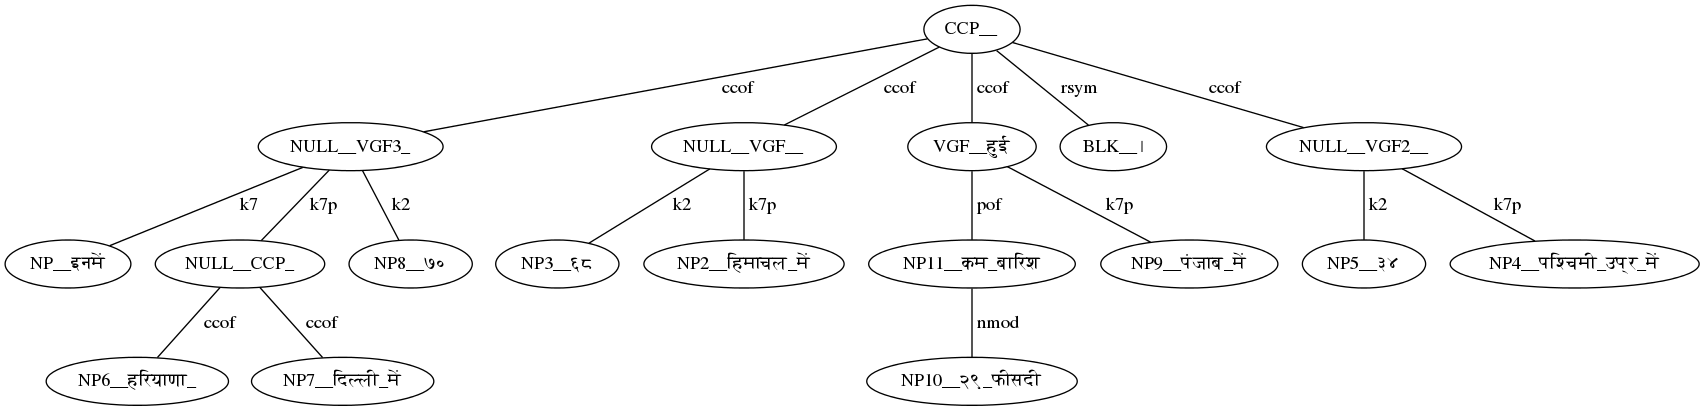 CCP__
ccof ccof ccof rsym ccof
NULL__VGF3_ NULL__VGF__ VGF__हुई BLK__। NULL__VGF2__
k7 k7p k2 k2 k7p pof k7p k2 k7p
NP__इनमें NULL__CCP_ NP8__७० NP3__६८ NP2__हिमाचल_में NP11__कम_बारिश NP9__पंजाब_में NP5__३४ NP4__पश्चिमी_उप्र_में
ccof ccof nmod
NP6__हरियाणा_ NP7__दिल्ली_में NP10__२९_फीसदी